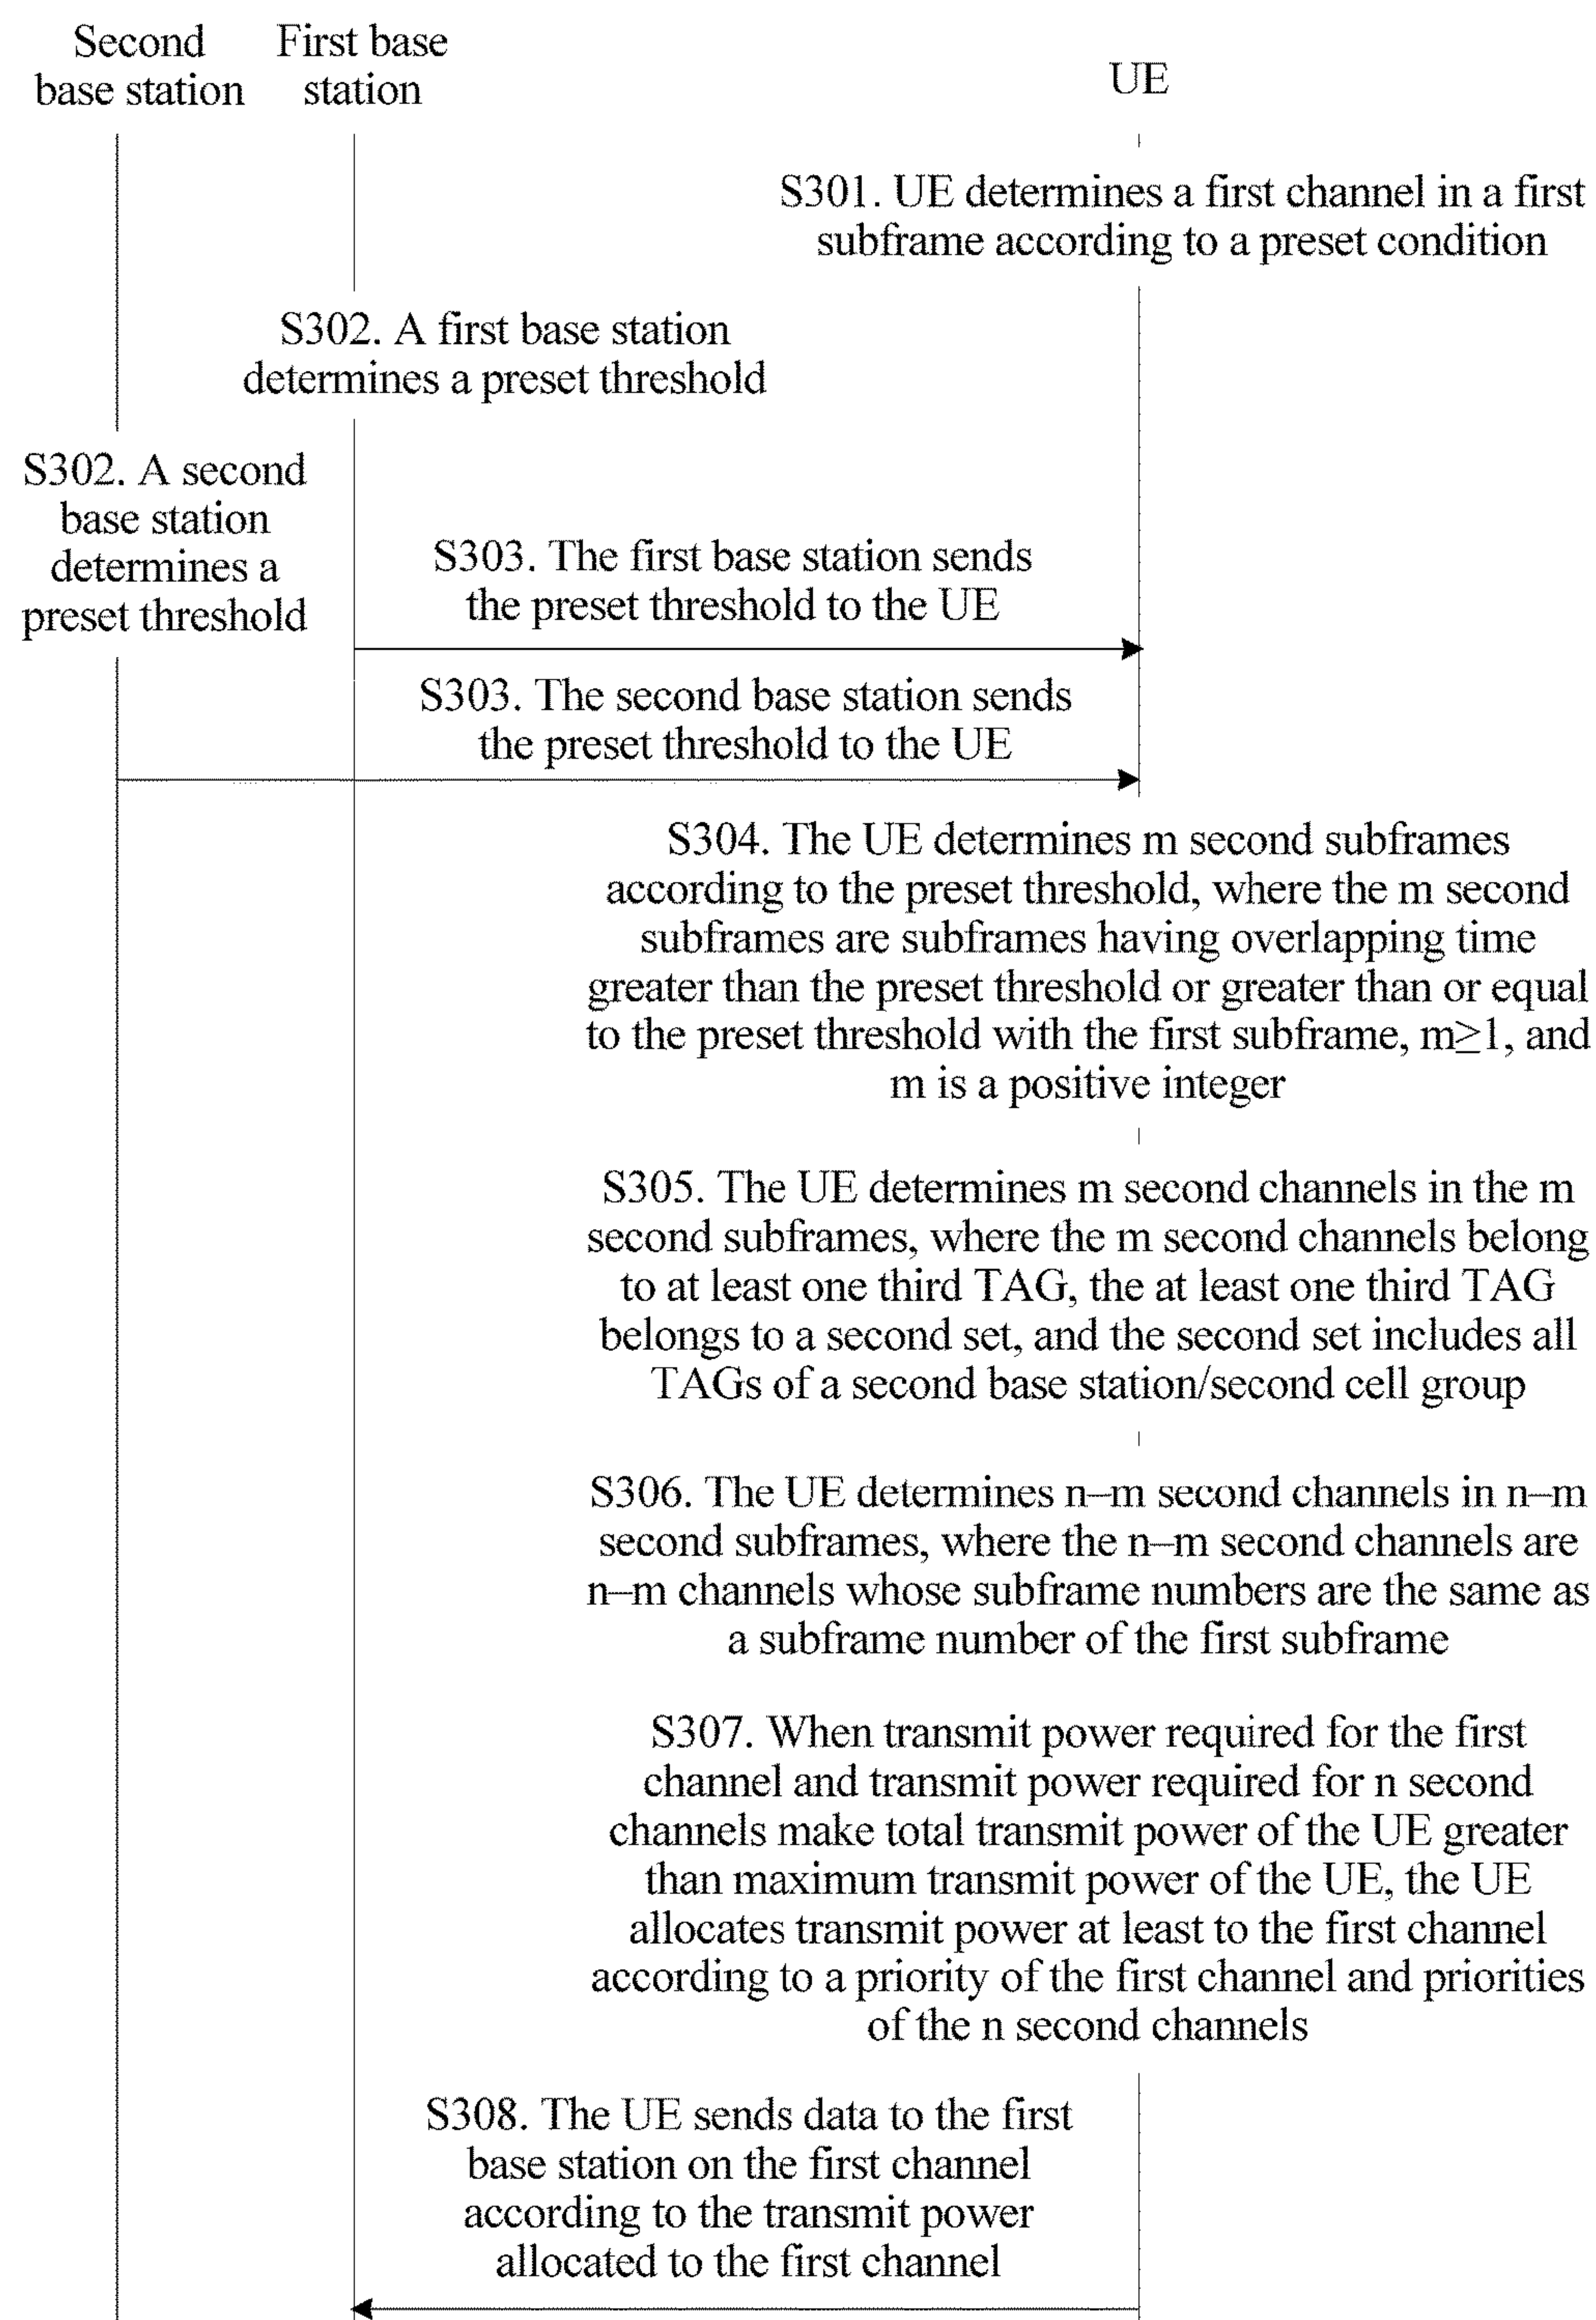 Second
base station
First base
station
UE
S301. UE determines a first channel in a first
subframe according to a preset condition
S302. A first base station
determines a preset threshold
S302. A second
base station
determines a
preset threshold
S303. The first base station sends
the preset threshold to the UE
S303. The second base station sends
the preset threshold to the UE
S304. The UE determines m second subframes
according to the preset threshold, where the m second
subframes are subframes having overlapping time
greater than the preset threshold or greater than or equal
to the preset threshold with the first subframe, m≥1, and
m is a positive integer
S305. The UE determines m second channels in the m
second subframes, where the m second channels belong
to at least one third TAG, the at least one third TAG
belongs to a second set, and the second set includes all
TAGs of a second base station/second cell group
S306. The UE determines n–m second channels in n–m
second subframes, where the n–m second channels are
n–m channels whose subframe numbers are the same as
a subframe number of the first subframe
S307. When transmit power required for the first
channel and transmit power required for n second
channels make total transmit power of the UE greater
than maximum transmit power of the UE, the UE
allocates transmit power at least to the first channel
according to a priority of the first channel and priorities
of the n second channels
S308. The UE sends data to the first
base station on the first channel
according to the transmit power
allocated to the first channel